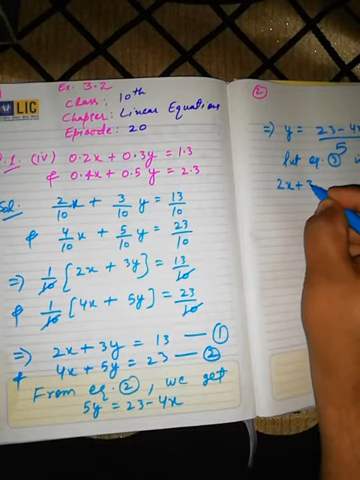 Ex. 3.2
Class: 10th
Chapter: Linear Equations
Episode: 20
LIC
Q.1. (iv) 0.2x + 0.3y = 1.3
& 0.4x + 0.5y = 2.3
Sol:
2/10 x + 3/10 y = 13/10
& 4/10 x + 5/10 y = 23/10
⇒) 1/10 [2x + 3y] = 13/10
& 1/10 [4x + 5y] = 23/10
⇒) 2x + 3y = 13 — ①
& 4x + 5y = 23 — ②
From eq. ②, we get
5y = 23 - 4x
②
⇒) y = 23 - 4x/5
Put eq. ③
2x + 3